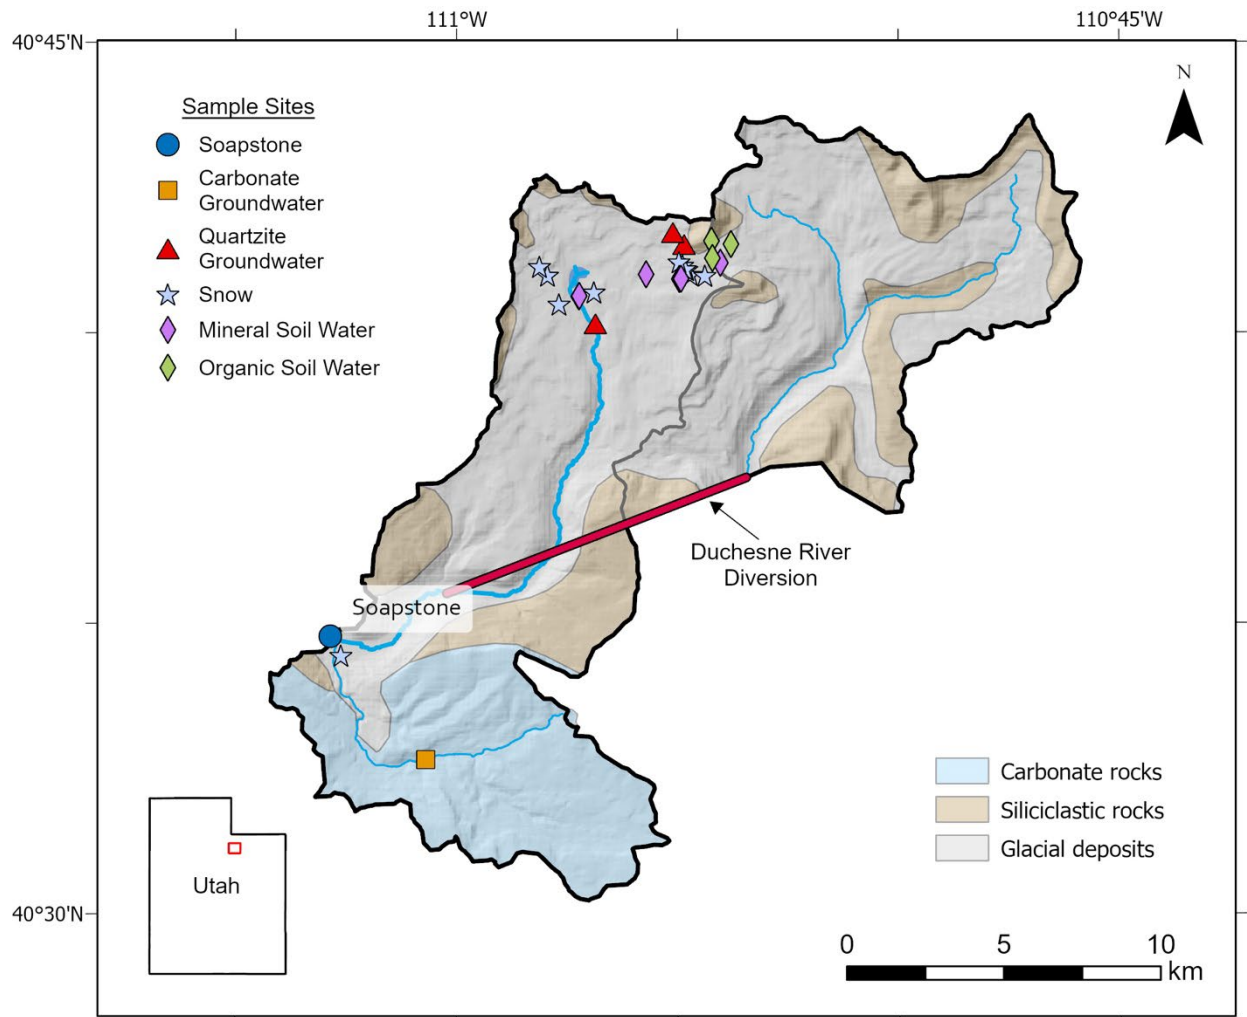 111°W
110°45'W
40°45'N
N
Sample Sites
Soapstone
Carbonate
Groundwater
Quartzite
Groundwater
Snow
Mineral Soil Water
Organic Soil Water
Duchesne River
Diversion
Soapstone
Carbonate rocks
Siliciclastic rocks
Glacial deposits
Utah
40°30'N
0
5
10
km